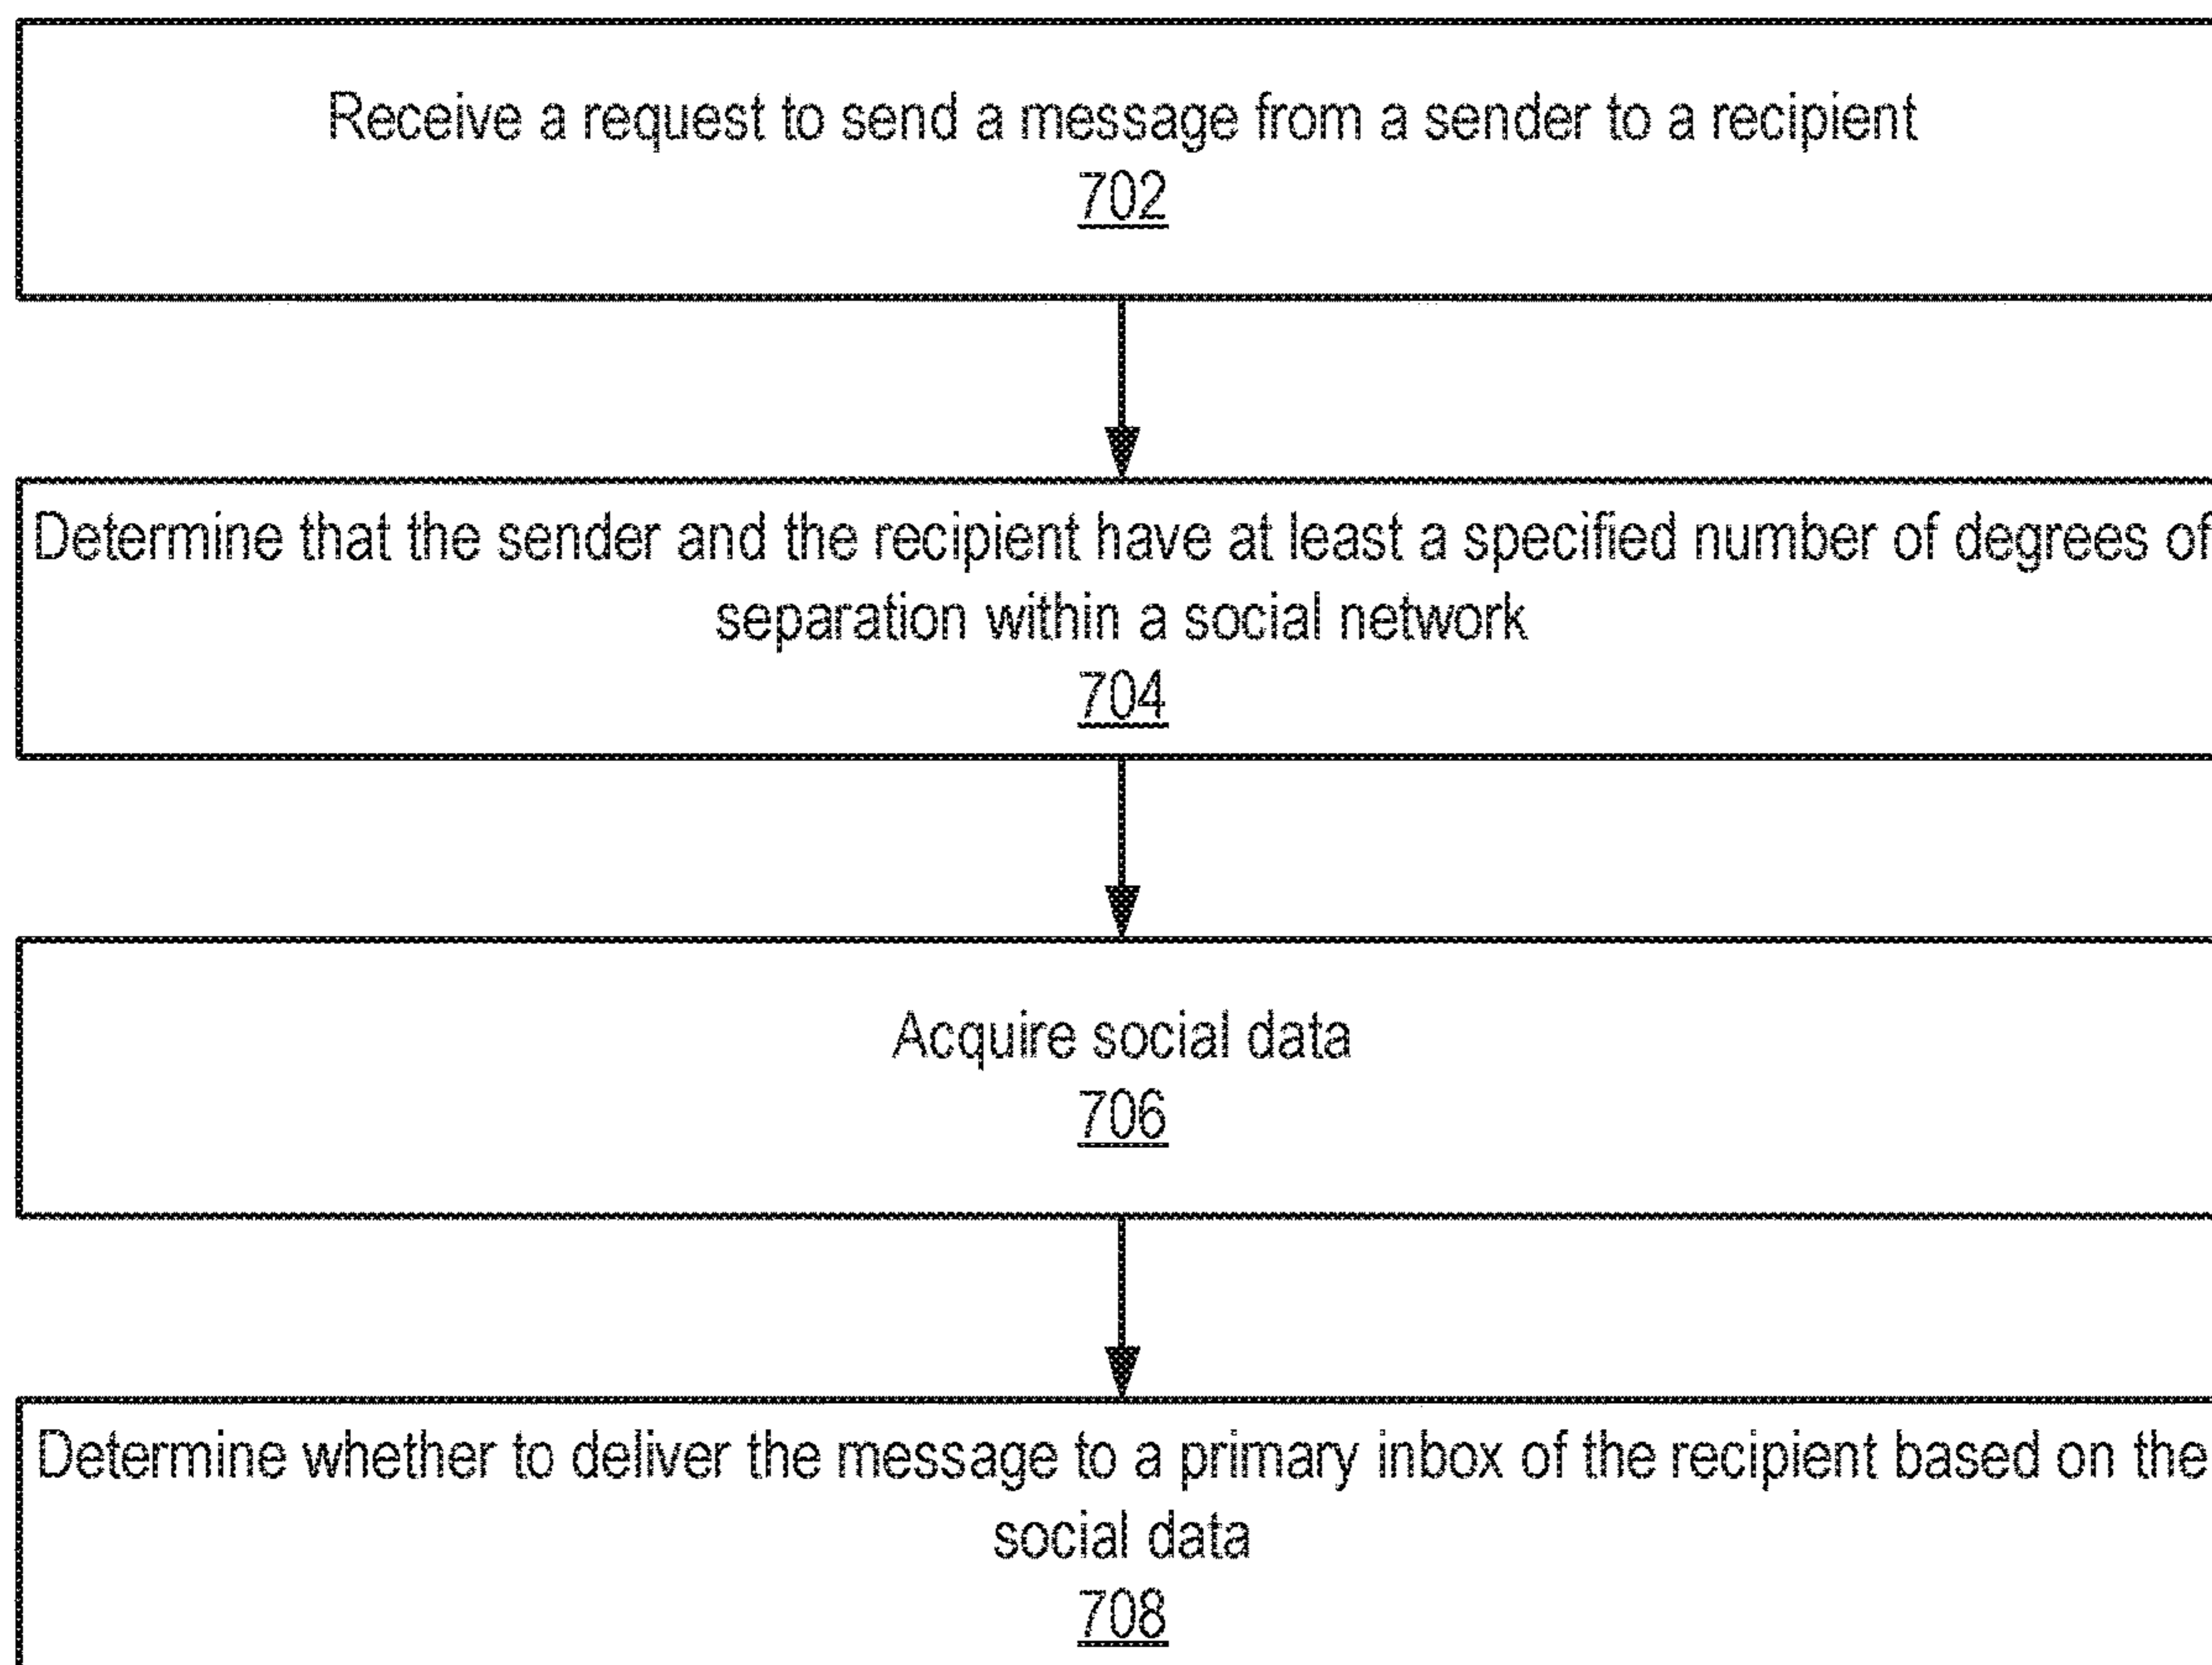 Receive a request to send a message from a sender to a recipient
702
Determine that the sender and the recipient have at least a specified number of degrees of
separation within a social network
704
Acquire social data
706
Determine whether to deliver the message to a primary inbox of the recipient based on the
social data
708